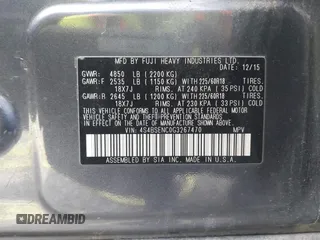 MFD. BY FUJI HEAVY INDUSTRIES LTD.
DATE: 12/15
GVWR: 4850 LB (2200 KG)
GAWR:F 2535 LB (1150 KG) WITH 225/60R18 TIRES,
18X7J RIMS, AT 240 KPA (35 PSI) COLD
GAWR:R 2645 LB (1200 KG) WITH 225/60R18 TIRES,
18X7J RIMS, AT 230 KPA (33 PSI) COLD
THIS VEHICLE CONFORMS TO ALL APPLICABLE
FEDERAL MOTOR VEHICLE SAFETY, BUMPER, AND
THEFT PREVENTION STANDARDS IN EFFECT ON THE
DATE OF MANUFACTURE SHOWN ABOVE.
VIN: 4S4BSENC0G3267470 MPV
ASSEMBLED BY SIA, INC. LAFAYETTE, IN, U.S.A.
DREAMBID